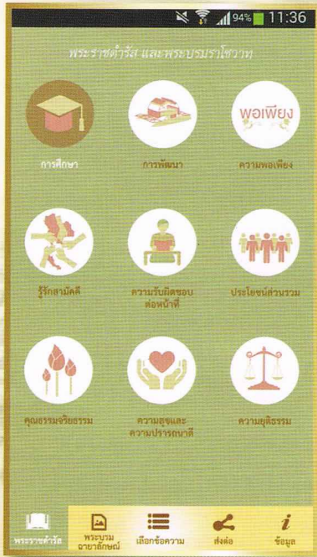 94% 11:36
พระราชดำรัส และพระบรมราโชวาท
พอเพียง
การศึกษา
การพัฒนา
ความพอเพียง
รู้รักสามัคคี
ความรับผิดชอบ
ต่อหน้าที่
ประโยชน์ส่วนรวม
คุณธรรมจริยธรรม
ความสุขและ
ความปรารถนาดี
ความยุติธรรม
พระราชดำรัส
พระบรม
ฉายาลักษณ์
เลือกข้อความ
ส่งต่อ
ข้อมูล